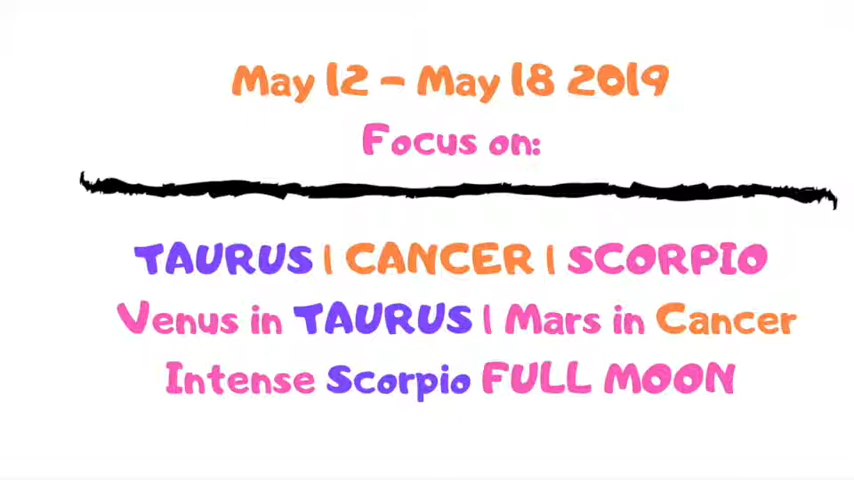 May 12 – May 18 2019
Focus on:
TAURUS | CANCER | SCORPIO
Venus in TAURUS | Mars in Cancer
Intense Scorpio FULL MOON